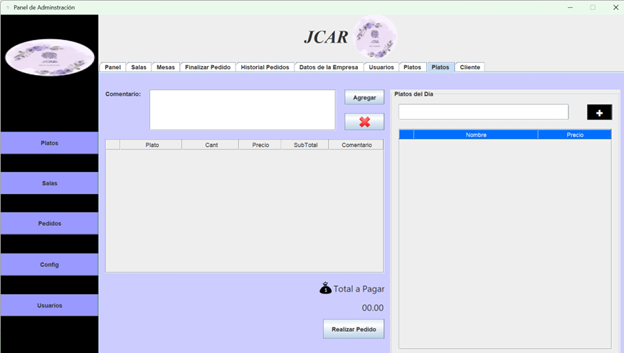 Panel de Adminstración
JCAR
Panel Salas Mesas Finalizar Pedido Historial Pedidos Datos de la Empresa Usuarios Platos Platos Cliente
Comentario:
Agregar
Platos del Dia
Platos
Salas
Pedidos
Config
Usuarios
Plato Cant Precio SubTotal Comentario
Nombre Precio
Total a Pagar
00.00
Realizar Pedido